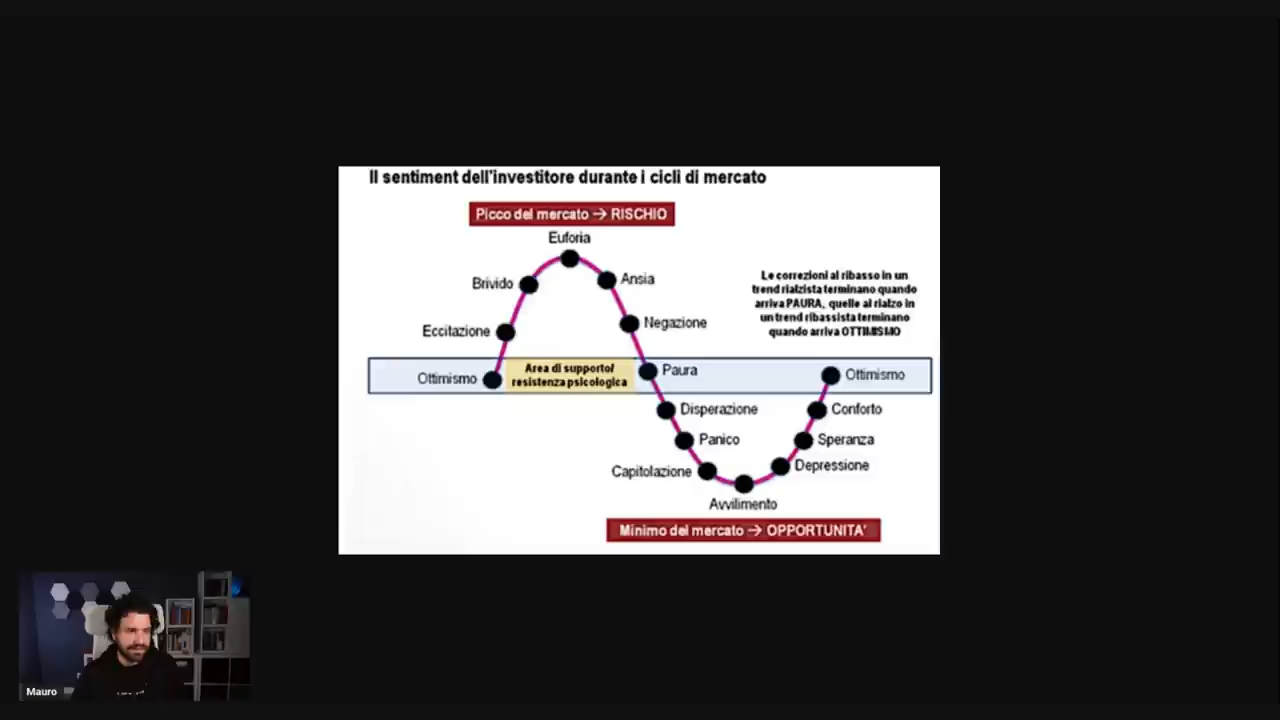 Il sentiment dell'investitore durante i cicli di mercato
Picco del mercato → RISCHIO
Euforia
Brivido
Ansia
Le correzioni al ribasso in un
trend rialzista terminano quando
arriva PAURA, quelle al rialzo in
un trend ribassista terminano
quando arriva OTTIMISMO
Eccitazione
Negazione
Ottimismo
Area di supporto/
resistenza psicologica
Paura
Ottimismo
Disperazione
Conforto
Panico
Speranza
Capitolazione
Depressione
Avvilimento
Minimo del mercato → OPPORTUNITA'
Mauro